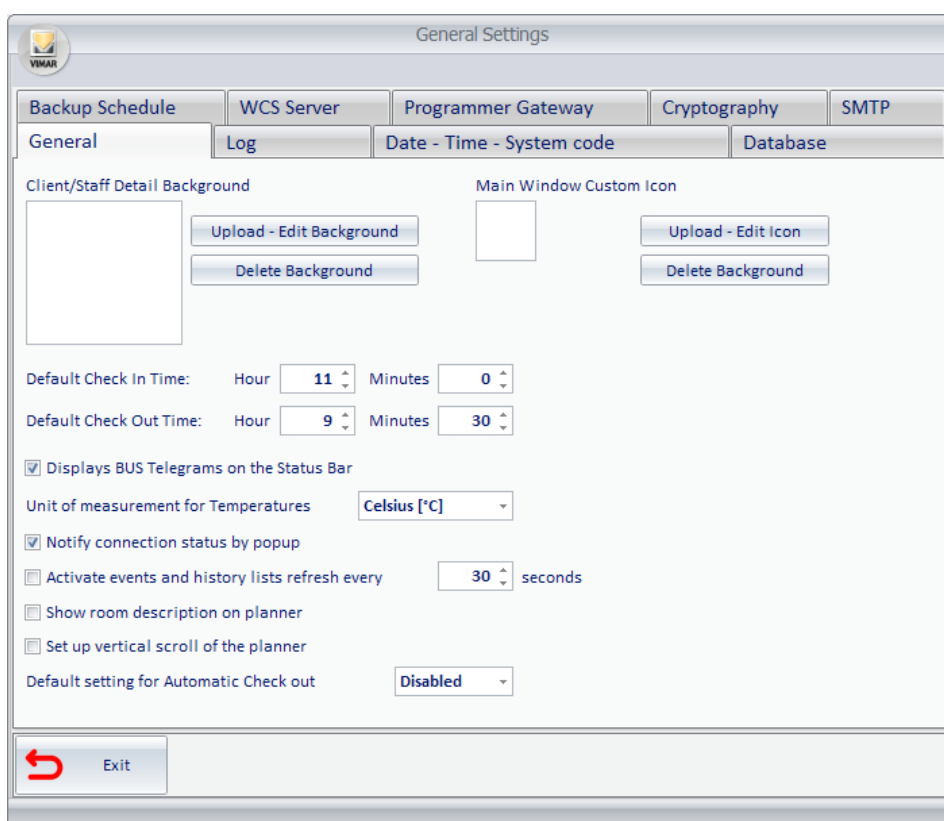 General Settings
VIMAR
Backup Schedule WCS Server Programmer Gateway Cryptography SMTP
General Log Date - Time - System code Database
Client/Staff Detail Background Main Window Custom Icon
Upload - Edit Background Upload - Edit Icon
Delete Background Delete Background
Default Check In Time: Hour 11 Minutes 0
Default Check Out Time: Hour 9 Minutes 30
Displays BUS Telegrams on the Status Bar
Unit of measurement for Temperatures Celsius [°C]
Notify connection status by popup
Activate events and history lists refresh every 30 seconds
Show room description on planner
Set up vertical scroll of the planner
Default setting for Automatic Check out Disabled
Exit